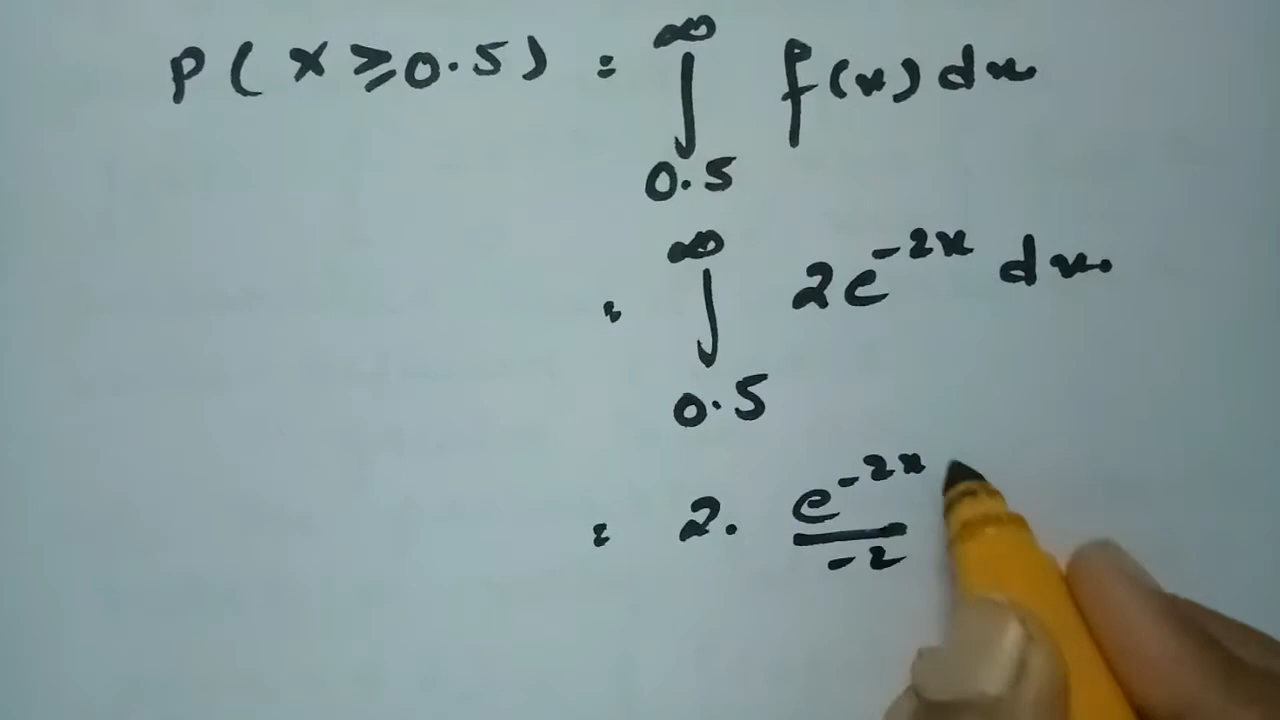 P(X ≥ 0.5) = ∫_{0.5}^{∞} f(x) dx
= ∫_{0.5}^{∞} 2e^{-2x} dx.
= 2. e^{-2x}/-2